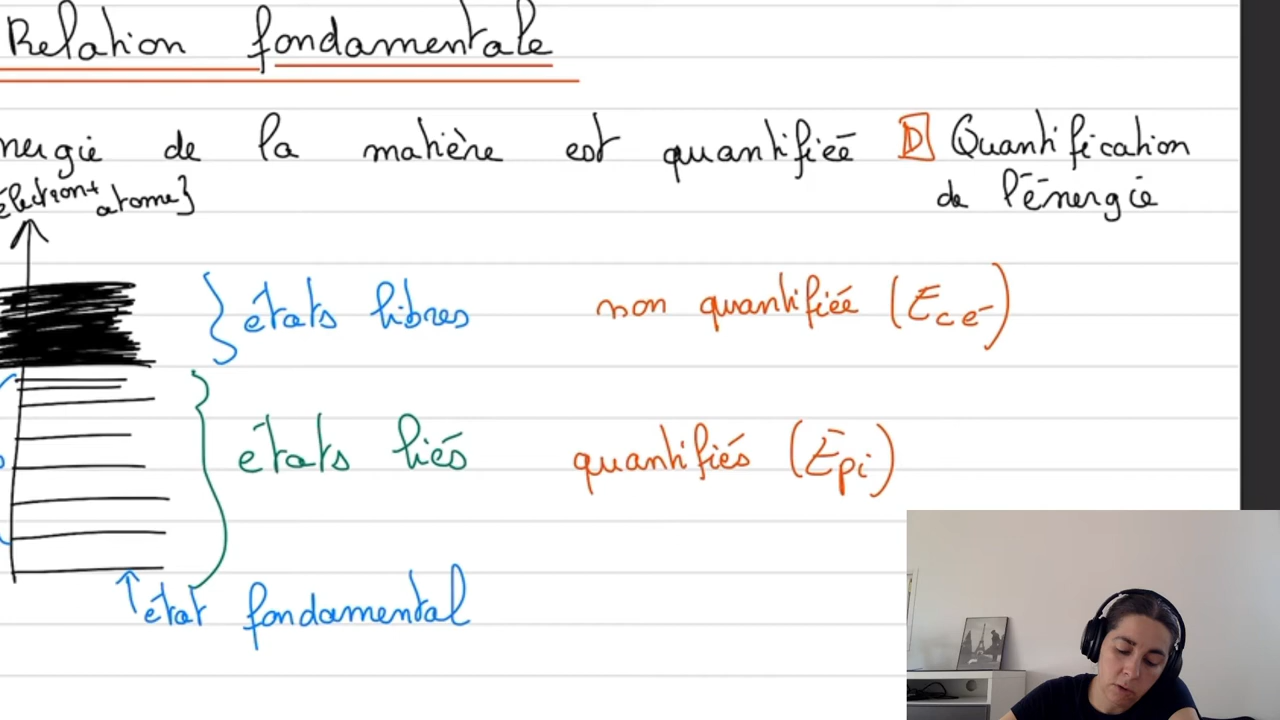 Relation fondamentale
nergie de la matière est quantifiée D Quantification
de l'énergie
électron + atome}
états libres non quantifiée (Ec e-)
états liés quantifiés (Epi)
état fondamental